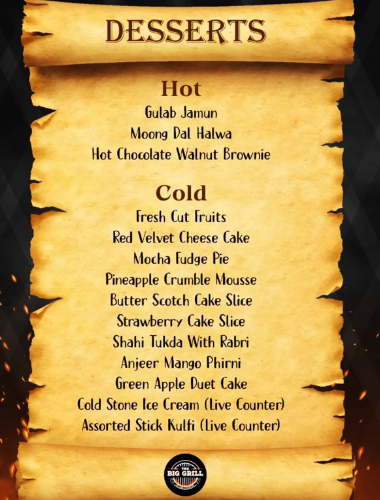 DESSERTS
Hot
Gulab Jamun
Moong Dal Halwa
Hot Chocolate Walnut Brownie
Cold
Fresh Cut Fruits
Red Velvet Cheese Cake
Mocha Fudge Pie
Pineapple Crumble Mousse
Butter Scotch Cake Slice
Strawberry Cake Slice
Shahi Tukda With Rabri
Anjeer Mango Phirni
Green Apple Duet Cake
Cold Stone Ice Cream (Live Counter)
Assorted Stick Kulfi (Live Counter)
THE
BIG GRILL